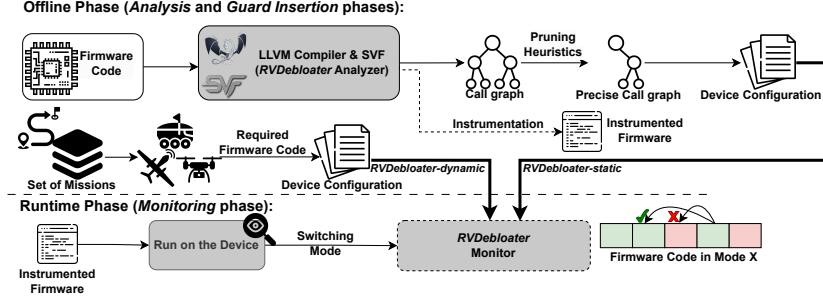 Offline Phase (Analysis and Guard Insertion phases):
Firmware
Code
LLVM Compiler & SVF
(RVDebloater Analyzer)
SVF
Call graph
Pruning
Heuristics
Precise Call graph
Device Configuration
Instrumentation
Instrumented
Firmware
Set of Missions
Required
Firmware Code
Device Configuration
RVDebloater-dynamic
RVDebloater-static
Runtime Phase (Monitoring phase):
Instrumented
Firmware
Run on the Device
Switching
Mode
RVDebloater
Monitor
Firmware Code in Mode X